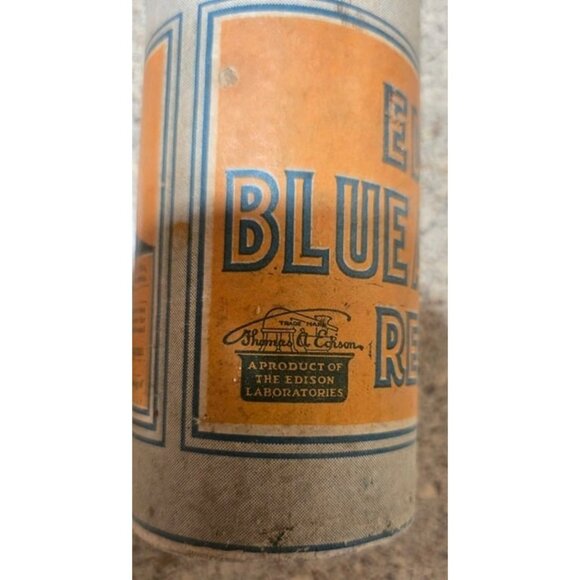 E
BLUE
RE
TRADE MARK
Thomas A Edison
A PRODUCT OF
THE EDISON
LABORATORIES